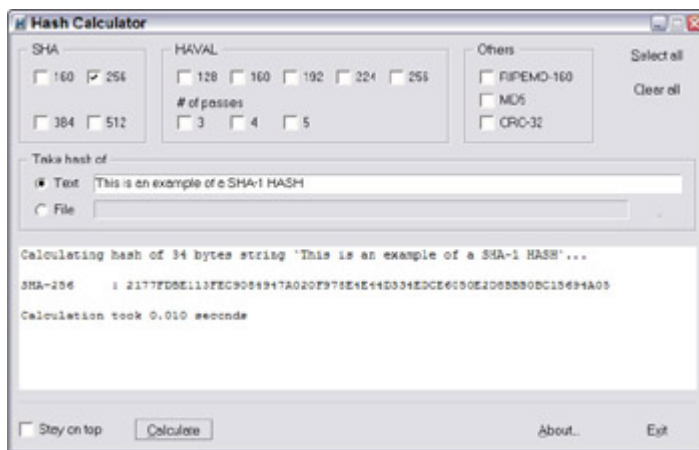 Hash Calculator
SHA
HAVAL
Others
Select all
160 256
128 160 192 224 256
RIPEMD-160
Clear all
# of passes
MD5
384 512
3 4 5
CRC-32
Take hash of
Text This is an example of a SHA-1 HASH
File
Calculating hash of 34 bytes string 'This is an example of a SHA-1 HASH'...
SHA-256 :
Calculation took 0.010 seconds
Stay on top Calculate About.. Exit